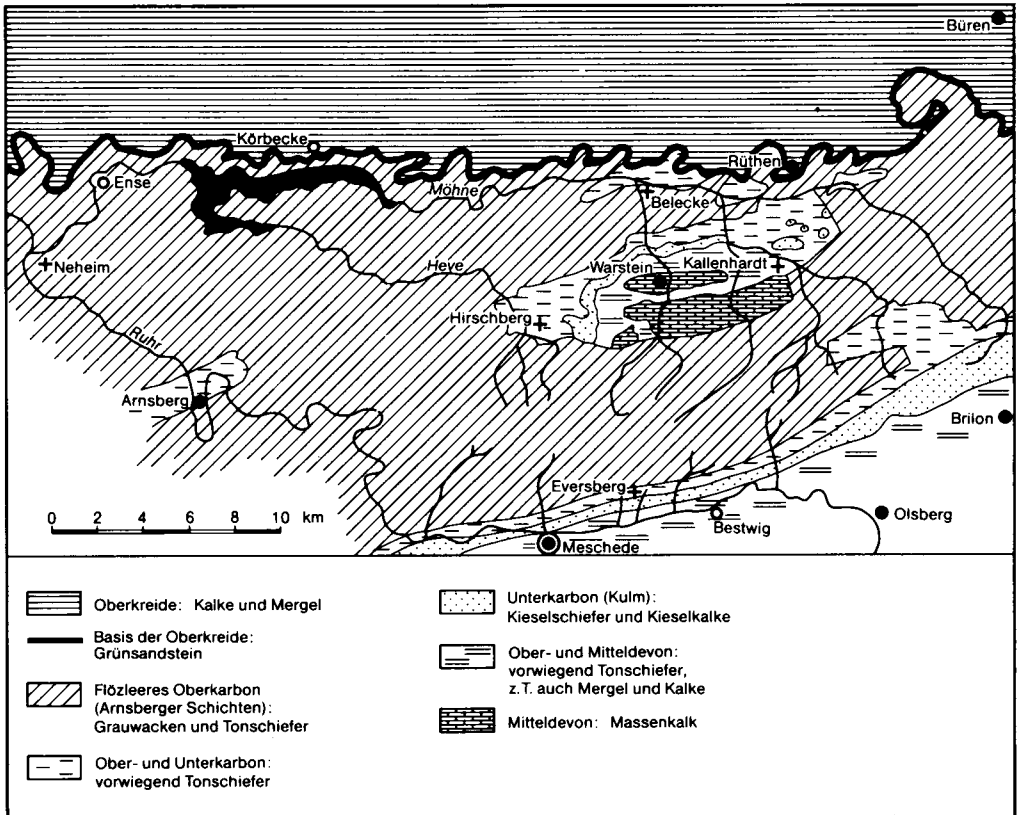 Büren
Körbecke
Ense
Rüthen
Möhne
Belecke
Neheim
Heve
Warstein
Kallenhardt
Hirschberg
Ruhr
Arnsberg
Brilon
Eversberg
0 2 4 6 8 10 km
Bestwig
Olsberg
Meschede
Oberkreide: Kalke und Mergel
Basis der Oberkreide:
Grünsandstein
Flözleeres Oberkarbon
(Arnsberger Schichten):
Grauwacken und Tonschiefer
Ober- und Unterkarbon:
vorwiegend Tonschiefer
Unterkarbon (Kulm):
Kieselschiefer und Kieselkalke
Ober- und Mitteldevon:
vorwiegend Tonschiefer,
z.T. auch Mergel und Kalke
Mitteldevon: Massenkalk